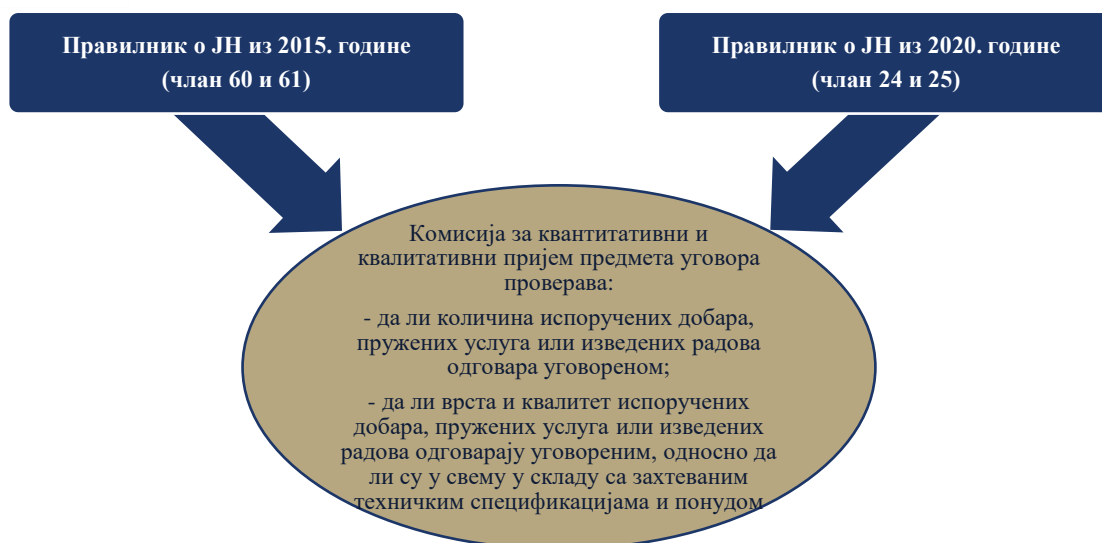 Правилник о ЈН из 2015. године
(члан 60 и 61)
Правилник о ЈН из 2020. године
(члан 24 и 25)
Комисија за квантитативни и
квалитативни пријем предмета уговора
проверава:
- да ли количина испоручених добара,
пружених услуга или изведених радова
одговара уговореном;
- да ли врста и квалитет испоручених
добара, пружених услуга или изведених
радова одговарају уговореним, односно да
ли су у свему у складу са захтеваним
техничким спецификацијама и понудом